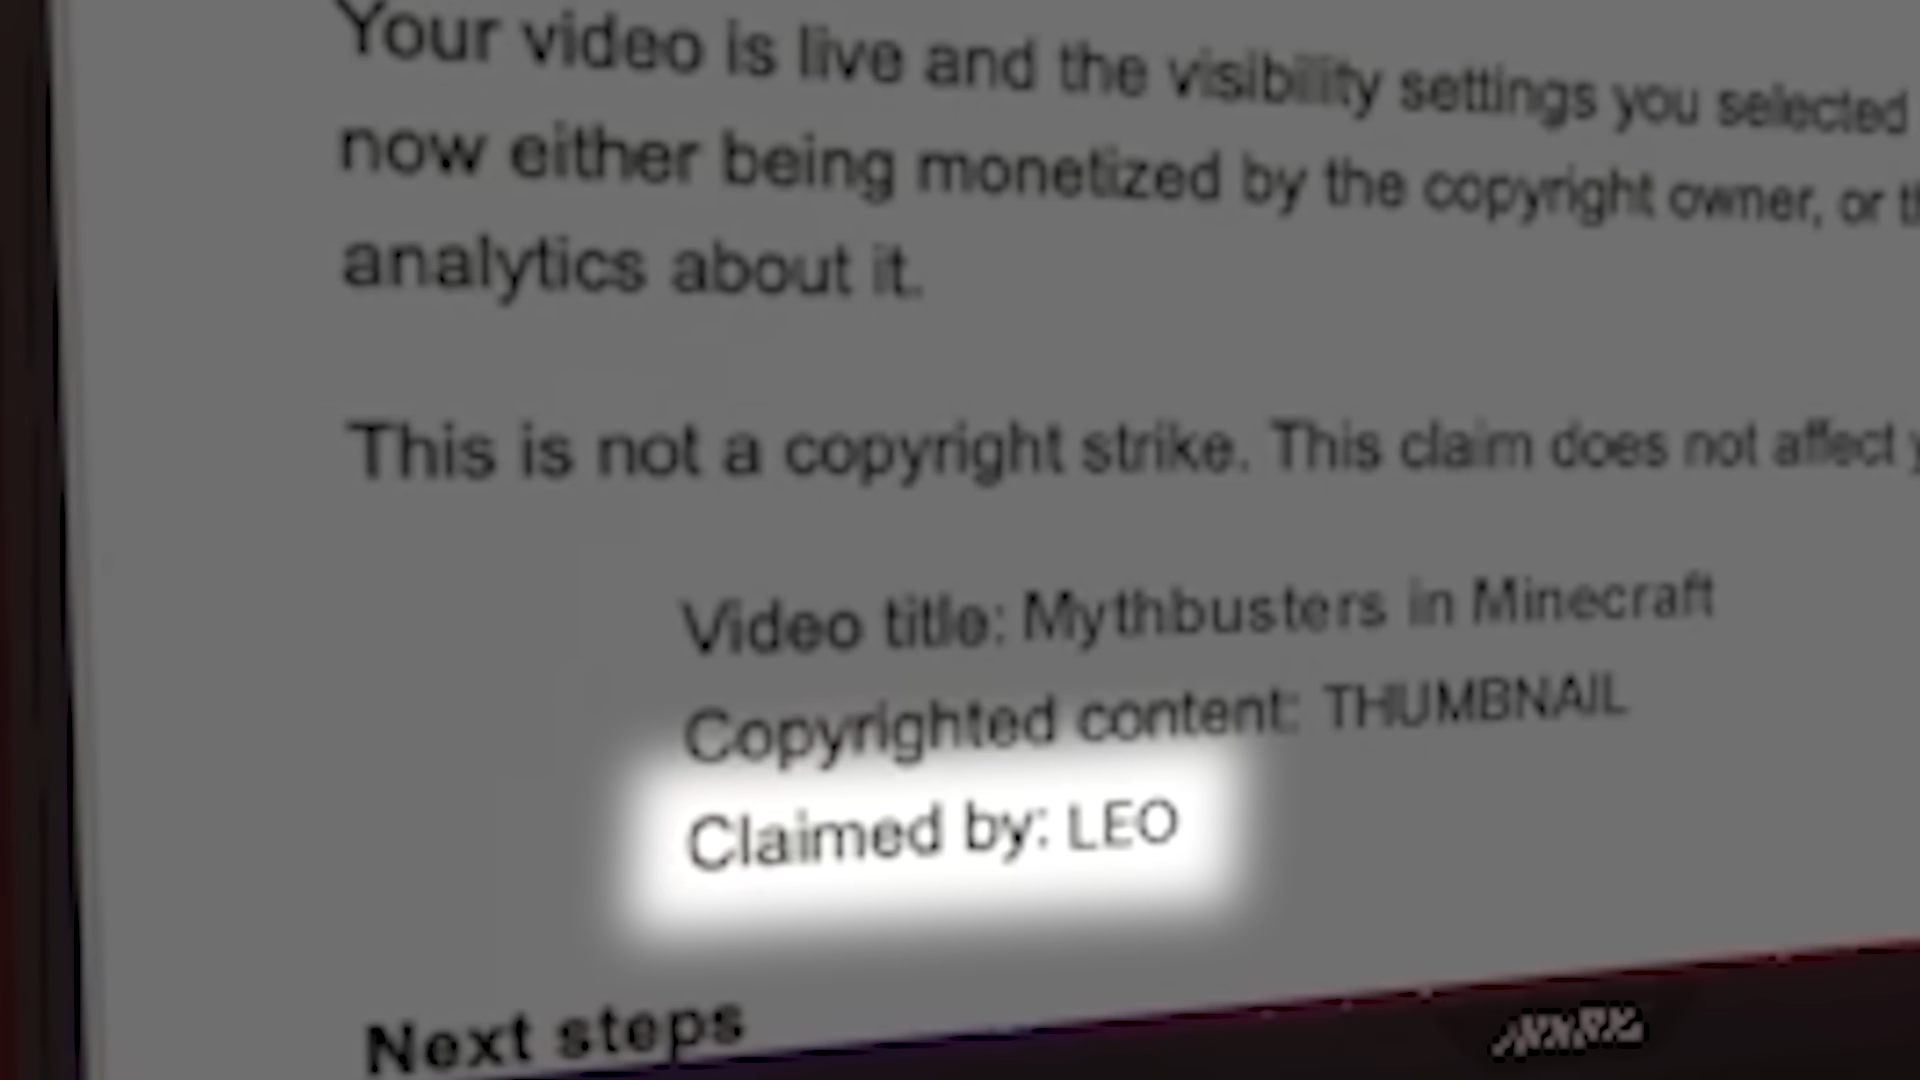 Your video is live and the visibility settings you selected
now either being monetized by the copyright owner, or
analytics about it.
This is not a copyright strike. This claim does not affect
Video title: Mythbusters in Minecraft
Copyrighted content: THUMBNAIL
Claimed by: LEO
Next steps